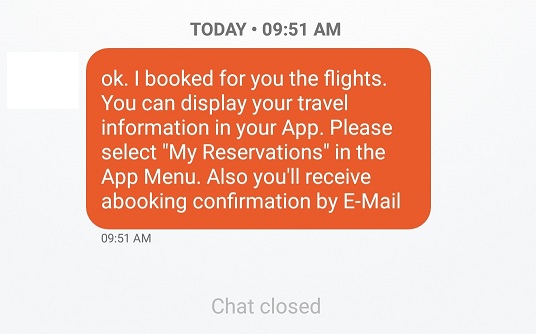 TODAY • 09:51 AM
ok. I booked for you the flights.
You can display your travel
information in your App. Please
select "My Reservations" in the
App Menu. Also you'll receive
abooking confirmation by E-Mail
09:51 AM
Chat closed